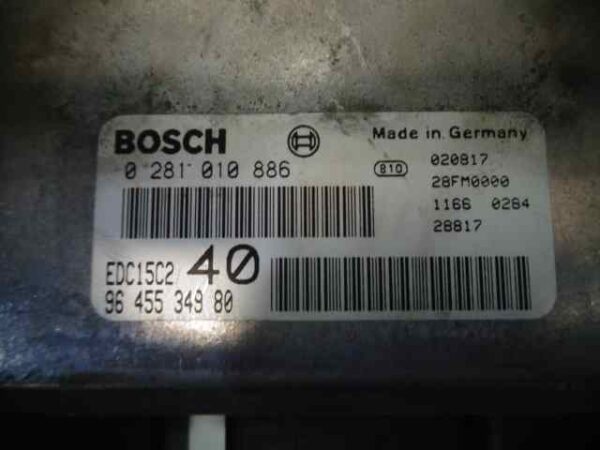 BOSCH
Made in Germany
0 281 010 886
810
020817
28FM0000
1166 0284
28817
EDC15C2
40
96 455 349 80